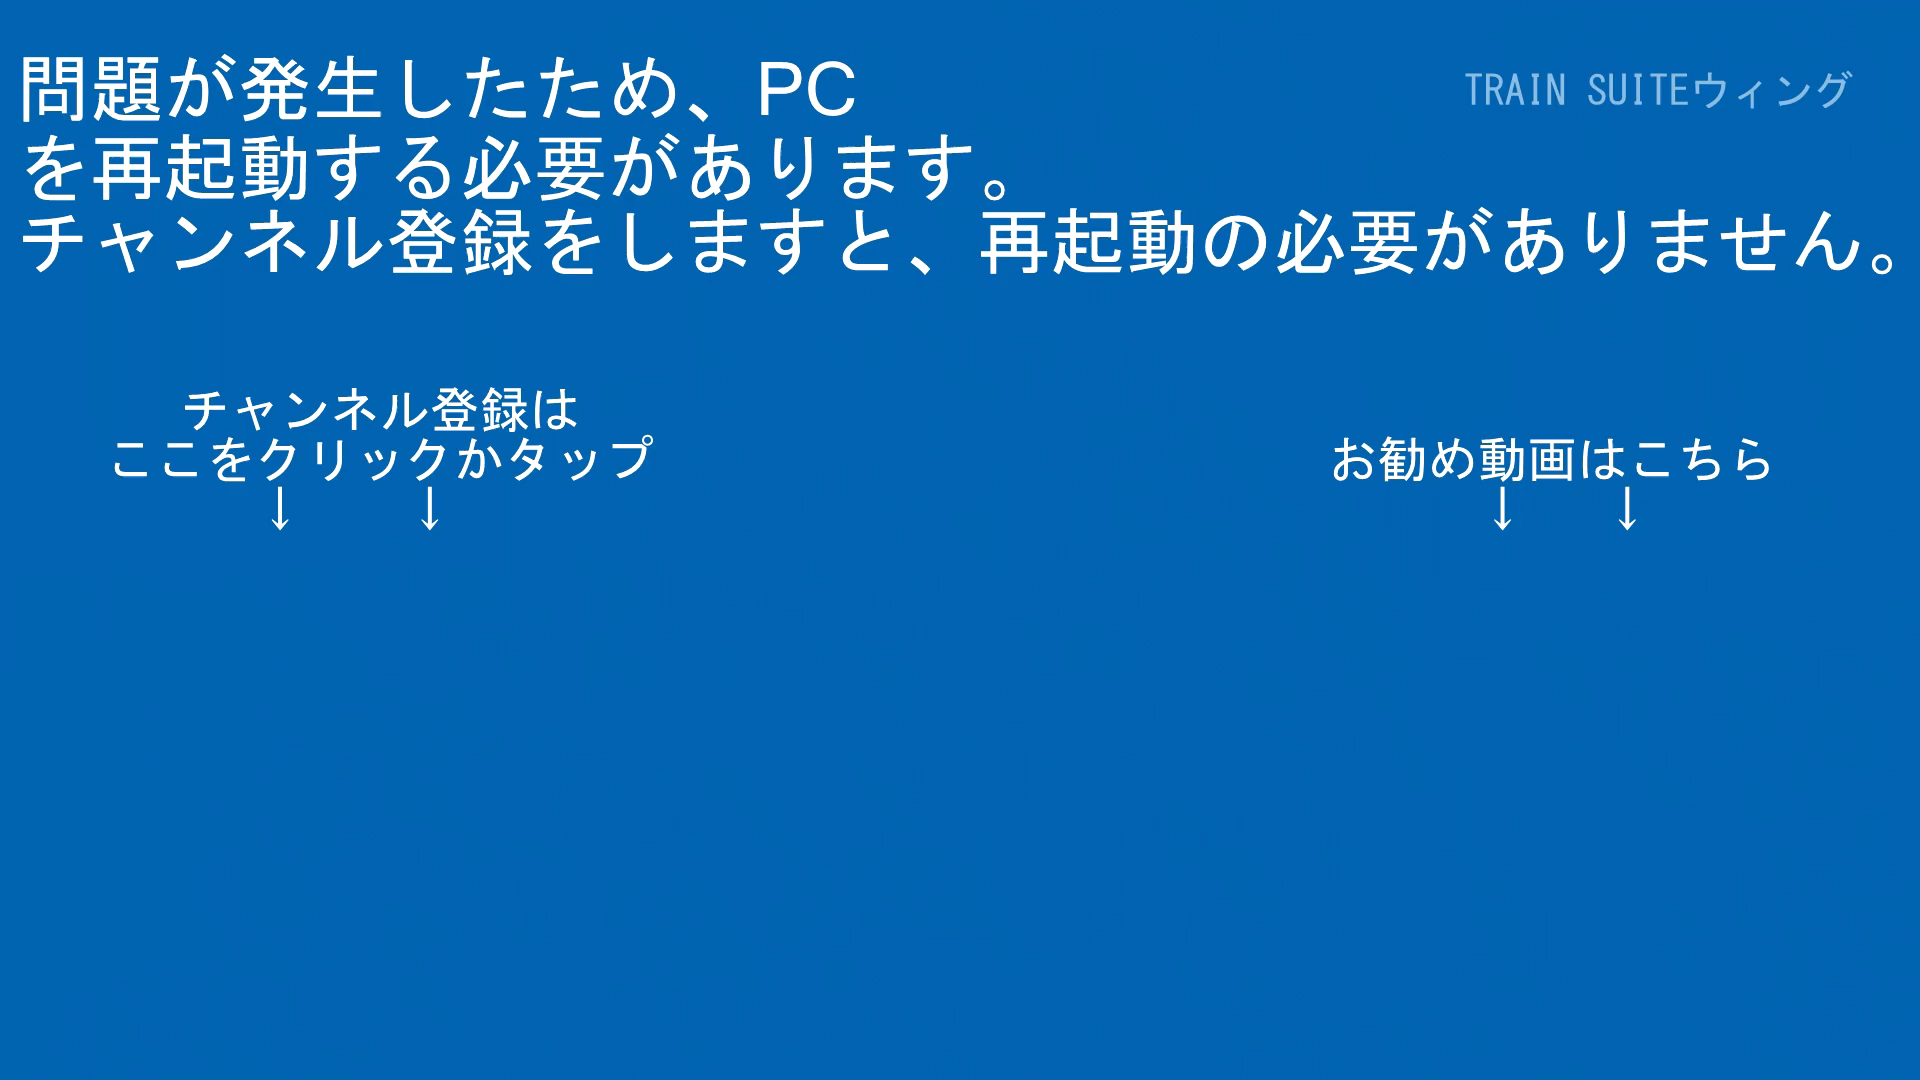 問題が発生したため、PC
TRAIN SUITEウィング
を再起動する必要があります。
チャンネル登録をしますと、再起動の必要がありません。
チャンネル登録は
ここをクリックかタップ
↓ ↓
お勧め動画はこちら
↓ ↓